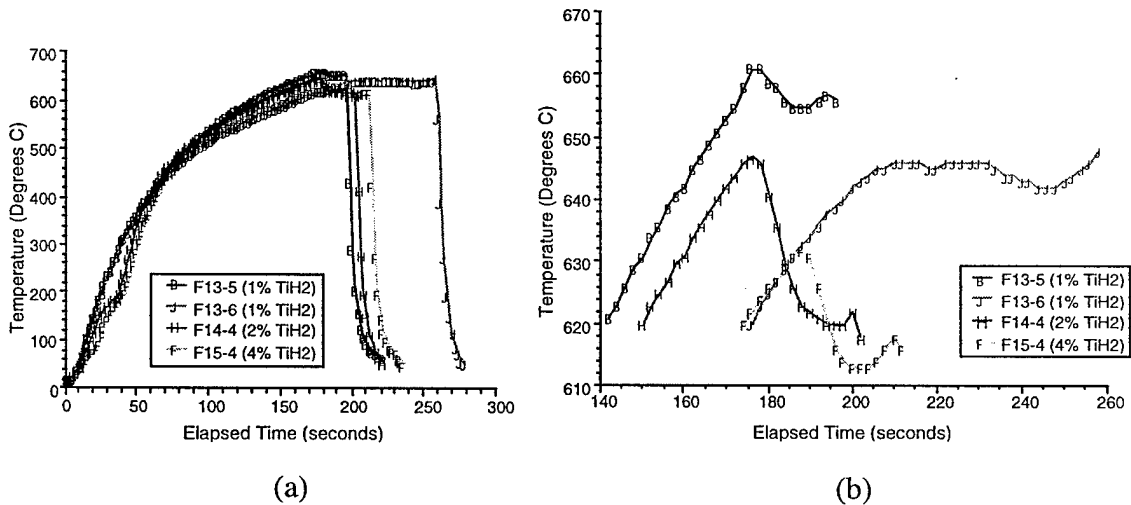 700
600
500
400
300
200
100
0
0
50
100
150
200
250
300
Temperature (Degrees C)
Elapsed Time (seconds)
B F13-5 (1% TiH2)
J F13-6 (1% TiH2)
H F14-4 (2% TiH2)
F F15-4 (4% TiH2)
(a)
670
660
650
640
630
620
610
140
160
180
200
220
240
260
Temperature (Degrees C)
Elapsed Time (seconds)
B F13-5 (1% TiH2)
J F13-6 (1% TiH2)
H F14-4 (2% TiH2)
F F15-4 (4% TiH2)
(b)